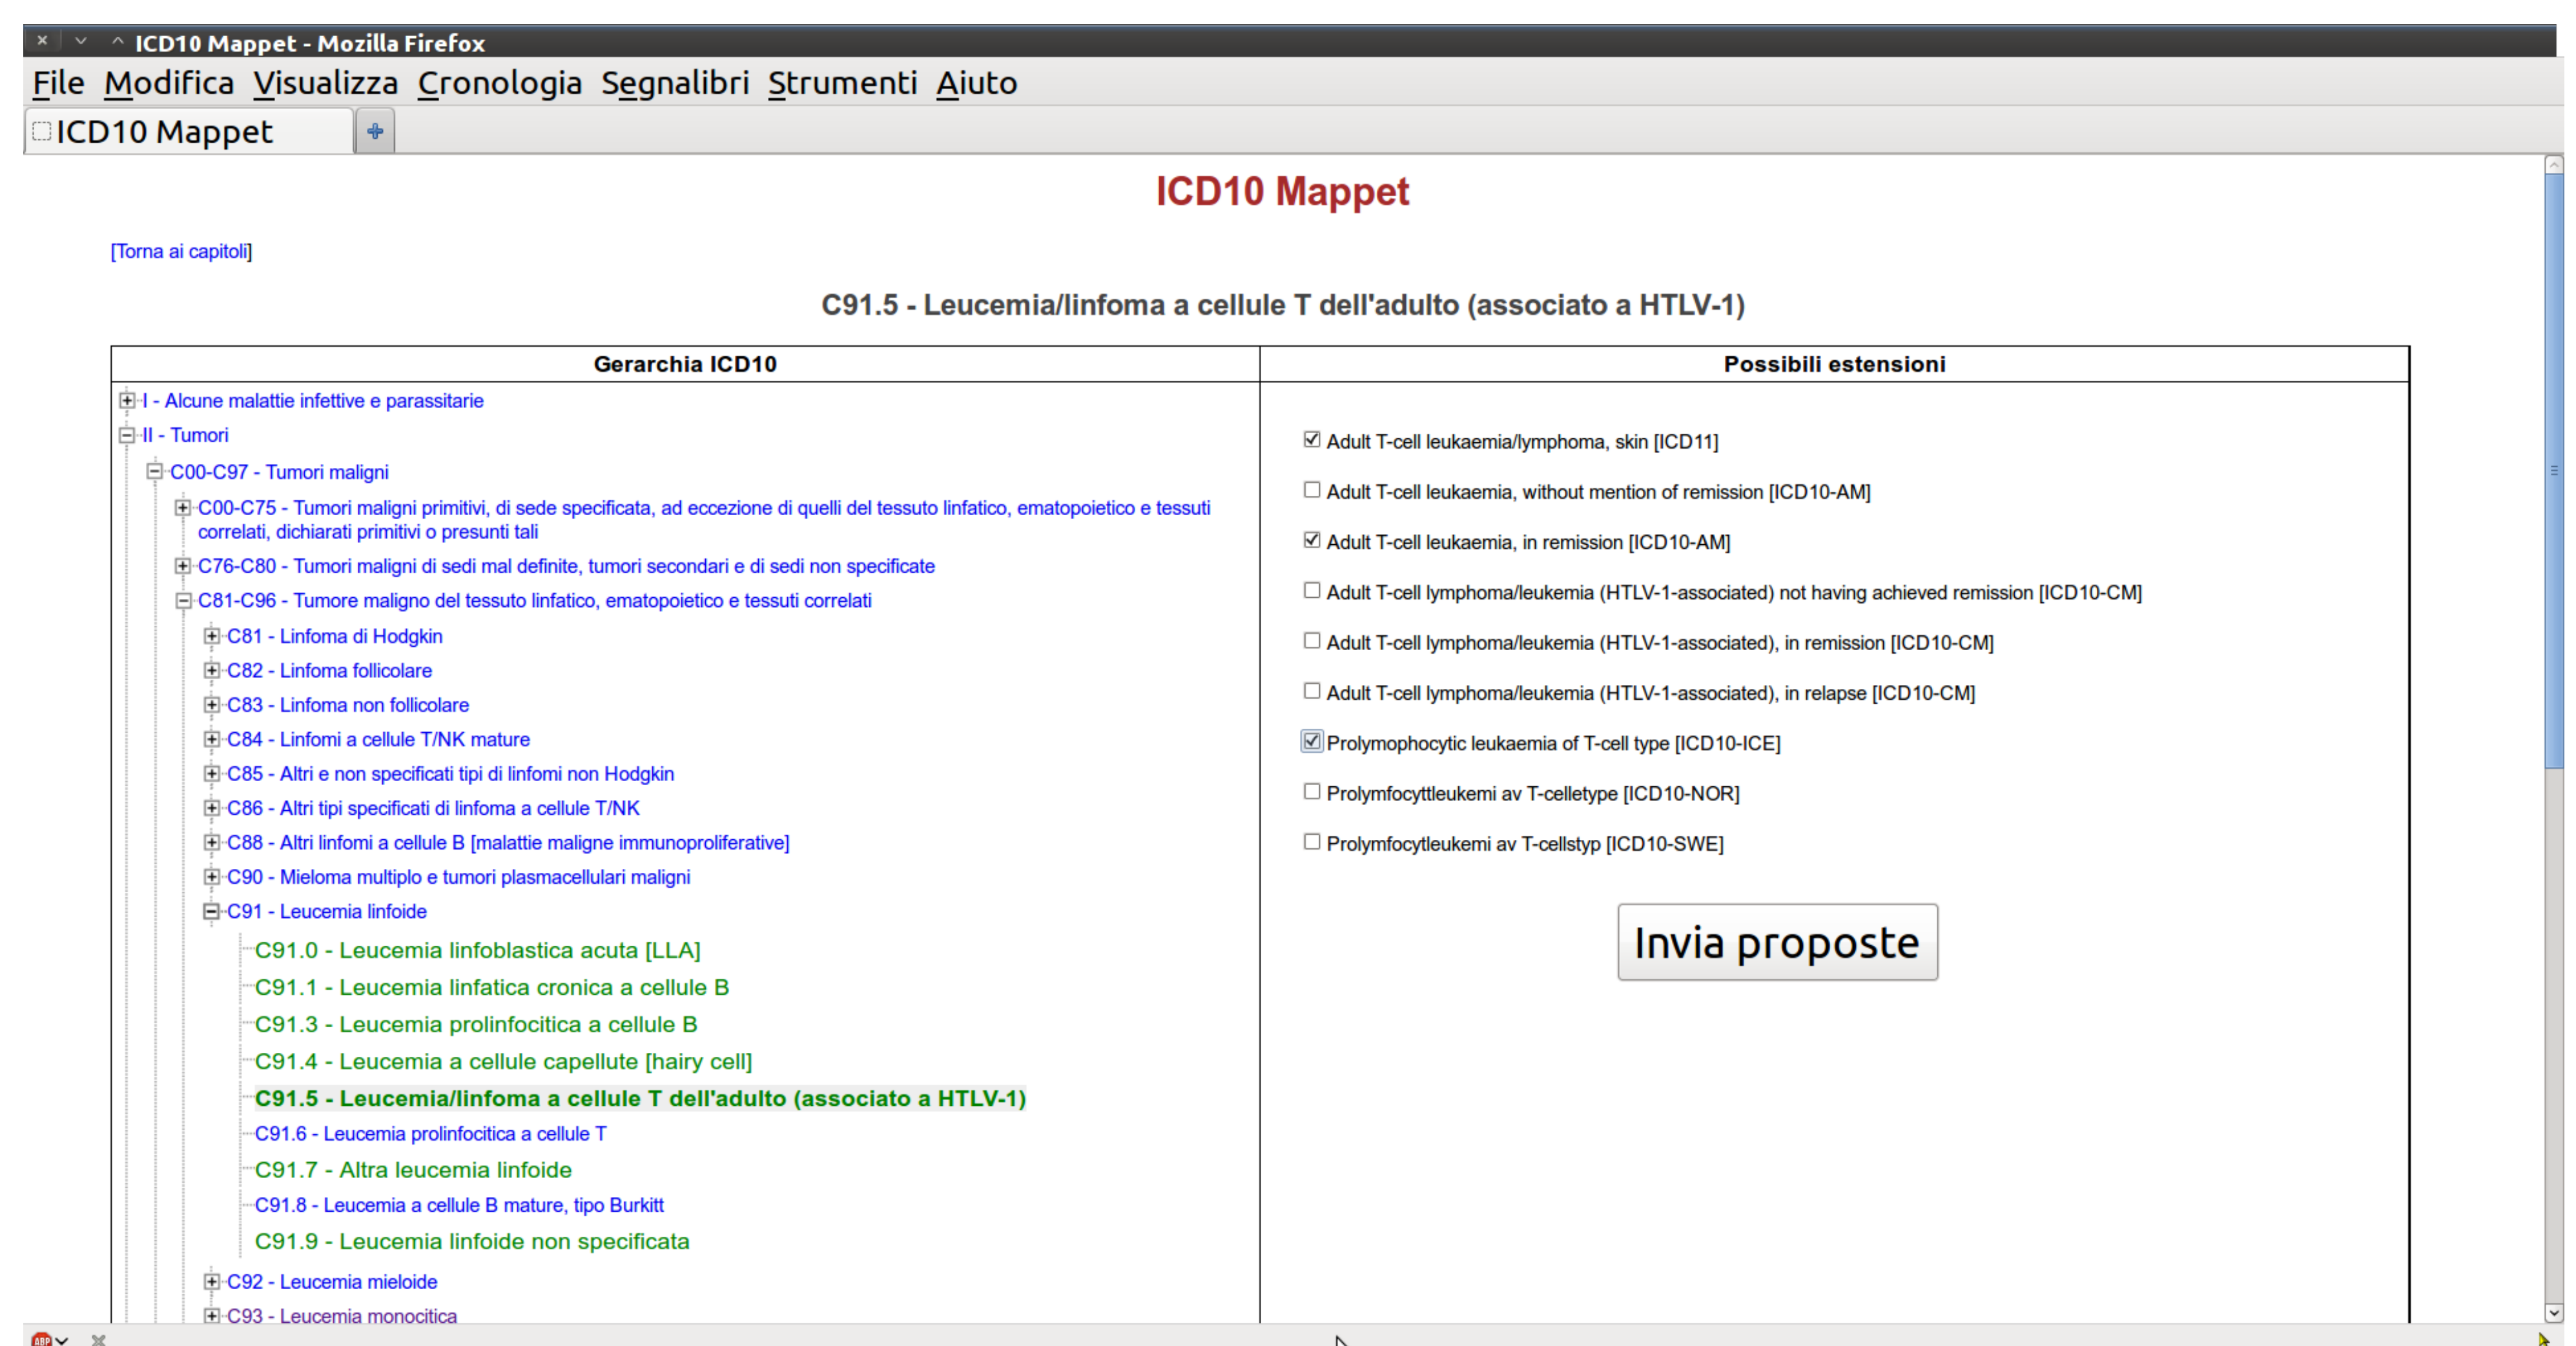 ICD10 Mappet - Mozilla Firefox
File Modifica Visualizza Cronologia Segnalibri Strumenti Aiuto
ICD10 Mappet
ICD10 Mappet
[Torna ai capitoli]
C91.5 - Leucemia/linfoma a cellule T dell'adulto (associato a HTLV-1)
Gerarchia ICD10
I - Alcune malattie infettive e parassitarie
II - Tumori
C00-C97 - Tumori maligni
C00-C75 - Tumori maligni primitivi, di sede specificata, ad eccezione di quelli del tessuto linfatico, ematopoietico e tessuti
correlati, dichiarati primitivi o presunti tali
C76-C80 - Tumori maligni di sedi mal definite, tumori secondari e di sedi non specificate
C81-C96 - Tumore maligno del tessuto linfatico, ematopoietico e tessuti correlati
C81 - Linfoma di Hodgkin
C82 - Linfoma follicolare
C83 - Linfoma non follicolare
C84 - Linfomi a cellule T/NK mature
C85 - Altri e non specificati tipi di linfomi non Hodgkin
C86 - Altri tipi specificati di linfoma a cellule T/NK
C88 - Altri linfomi a cellule B [malattie maligne immunoproliferative]
C90 - Mieloma multiplo e tumori plasmacellulari maligni
C91 - Leucemia linfoide
C91.0 - Leucemia linfoblastica acuta [LLA]
C91.1 - Leucemia linfatica cronica a cellule B
C91.3 - Leucemia prolinfocitica a cellule B
C91.4 - Leucemia a cellule capellute [hairy cell]
C91.5 - Leucemia/linfoma a cellule T dell'adulto (associato a HTLV-1)
C91.6 - Leucemia prolinfocitica a cellule T
C91.7 - Altra leucemia linfoide
C91.8 - Leucemia a cellule B mature, tipo Burkitt
C91.9 - Leucemia linfoide non specificata
C92 - Leucemia mieloide
C93 - Leucemia monocitica
Possibili estensioni
Adult T-cell leukaemia/lymphoma, skin [ICD11]
Adult T-cell leukaemia, without mention of remission [ICD10-AM]
Adult T-cell leukaemia, in remission [ICD10-AM]
Adult T-cell lymphoma/leukemia (HTLV-1-associated) not having achieved remission [ICD10-CM]
Adult T-cell lymphoma/leukemia (HTLV-1-associated), in remission [ICD10-CM]
Adult T-cell lymphoma/leukemia (HTLV-1-associated), in relapse [ICD10-CM]
Prolymophocytic leukaemia of T-cell type [ICD10-ICE]
Prolymfocyttleukemi av T-celletype [ICD10-NOR]
Prolymfocytleukemi av T-cellstyp [ICD10-SWE]
Invia proposte
ABP